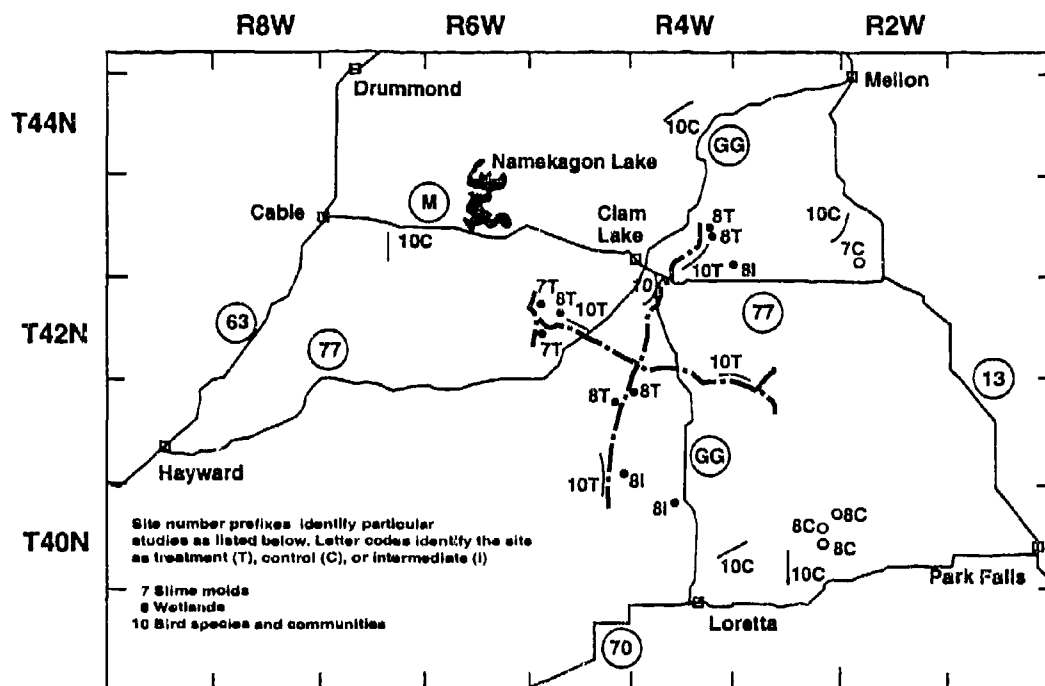 R8W R6W R4W R2W
T44N
T42N
T40N
Drummond
Mellon
10C
GG
Namekagon Lake
M
Cable
10C
Clam
Lake
8T
8T
10C
7C
10T
8I
10
7T
8T
10T
7T
63
77
77
10T
13
8T
8T
Hayward
GG
10T
8I
8I
8C
8C
8C
10C
10C
Park Falls
Loretta
70
Site number prefixes identify particular
studies as listed below. Letter codes identify the site
as treatment (T), control (C), or intermediate (I)
7 Slime molds
8 Wetlands
10 Bird species and communities